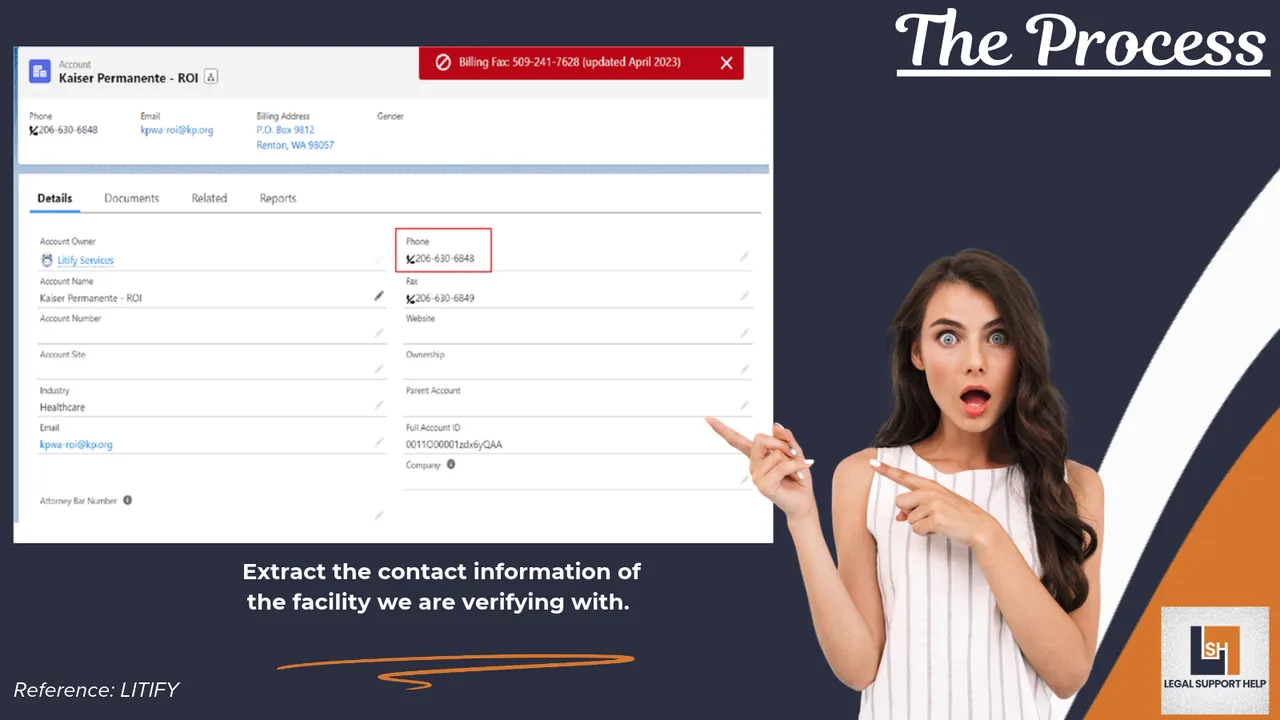 The Process
Account
Kaiser Permanente - ROI
Billing Fax: 509-241-7628 (updated April 2023)
Phone
206-630-6848
Email
kpwa-roi@kp.org
Billing Address
P.O. Box 9812
Renton, WA 98057
Gender
Details Documents Related Reports
Account Owner
Litify Services
Phone
206-630-6848
Account Name
Kaiser Permanente - ROI
Fax
206-630-6849
Account Number
Website
Account Site
Ownership
Industry
Healthcare
Parent Account
Email
kpwa-roi@kp.org
Full Account ID
0011O00001zdx6yQAA
Company
Attorney Bar Number
Extract the contact information of
the facility we are verifying with.
Reference: LITIFY
LSH
LEGAL SUPPORT HELP